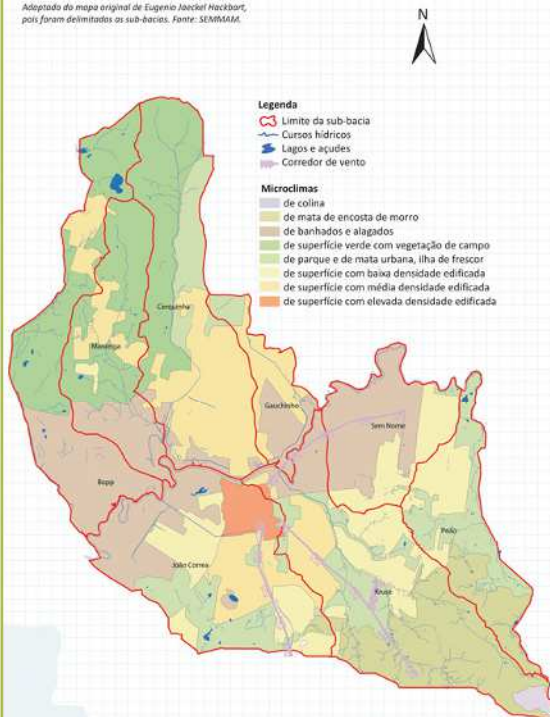 Adaptado do mapa original de Eugenio Jaeckel Hackbart,
pois foram delimitados as sub-bacias. Fonte: SEMMAM.
N
Legenda
Limite da sub-bacia
Cursos hídricos
Lagos e açudes
Corredor de vento
Microclimas
de colina
de mata de encosta de morro
de banhados e alagados
de superfície verde com vegetação de campo
de parque e de mata urbana, ilha de frescor
de superfície com baixa densidade edificada
de superfície com média densidade edificada
de superfície com elevada densidade edificada
Cerquinha
Manteiga
Gauchinho
Sem Nome
Bopp
Peão
João Correa
Kruse